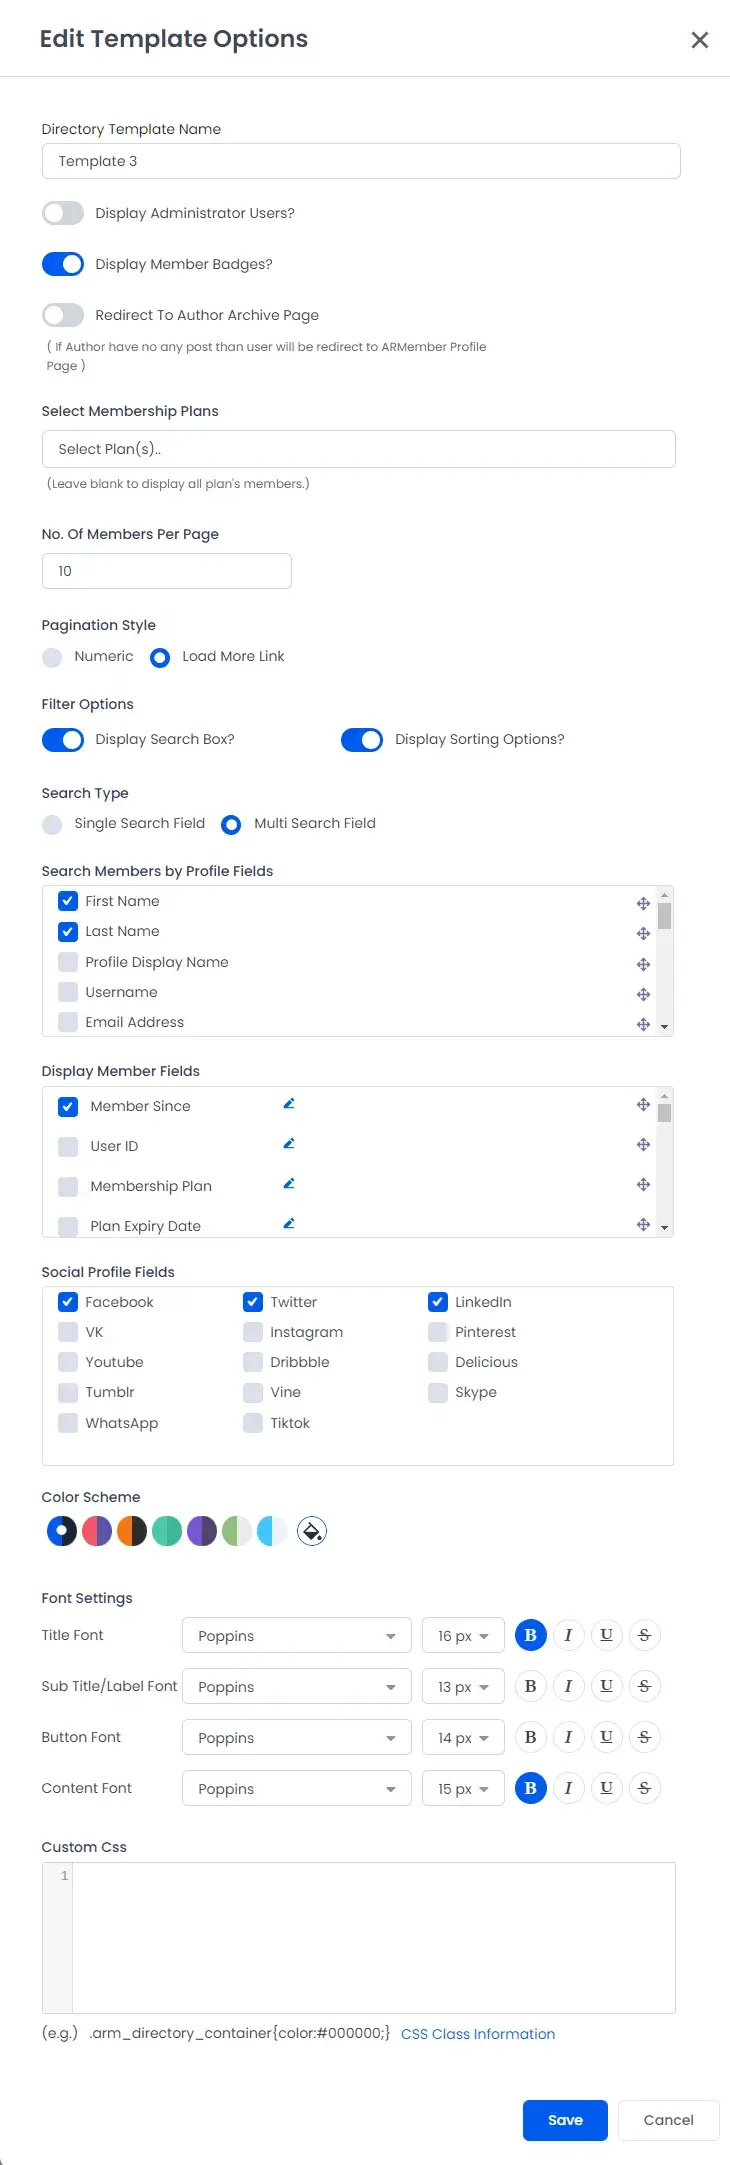 Edit Template Options
Directory Template Name
Template 3
Display Administrator Users?
Display Member Badges?
Redirect To Author Archive Page
( If Author have no any post than user will be redirect to ARMember Profile
Page )
Select Membership Plans
Select Plan(s)..
(Leave blank to display all plan's members.)
No. Of Members Per Page
10
Pagination Style
Numeric Load More Link
Filter Options
Display Search Box? Display Sorting Options?
Search Type
Single Search Field Multi Search Field
Search Members by Profile Fields
First Name
Last Name
Profile Display Name
Username
Email Address
Display Member Fields
Member Since
User ID
Membership Plan
Plan Expiry Date
Social Profile Fields
Facebook Twitter LinkedIn
VK Instagram Pinterest
Youtube Dribbble Delicious
Tumblr Vine Skype
WhatsApp Tiktok
Color Scheme
Font Settings
Title Font Poppins 16 px B I U S
Sub Title/Label Font Poppins 13 px B I U S
Button Font Poppins 14 px B I U S
Content Font Poppins 15 px B I U S
Custom Css
1
(e.g.) .arm_directory_container{color:#000000;} CSS Class Information
Save Cancel